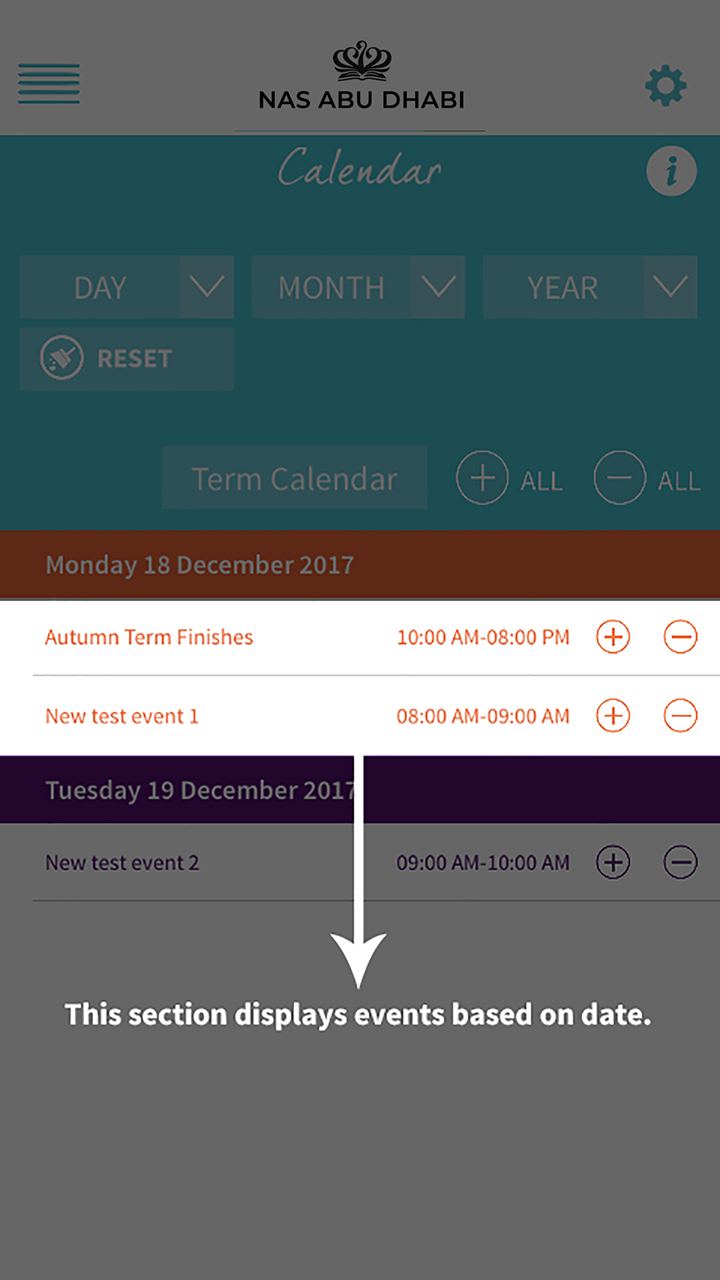 NAS ABU DHABI
Calendar
i
DAY MONTH YEAR
RESET
Term Calendar ALL ALL
Monday 18 December 2017
Autumn Term Finishes 10:00 AM-08:00 PM
New test event 1 08:00 AM-09:00 AM
Tuesday 19 December 2017
New test event 2 09:00 AM-10:00 AM
This section displays events based on date.